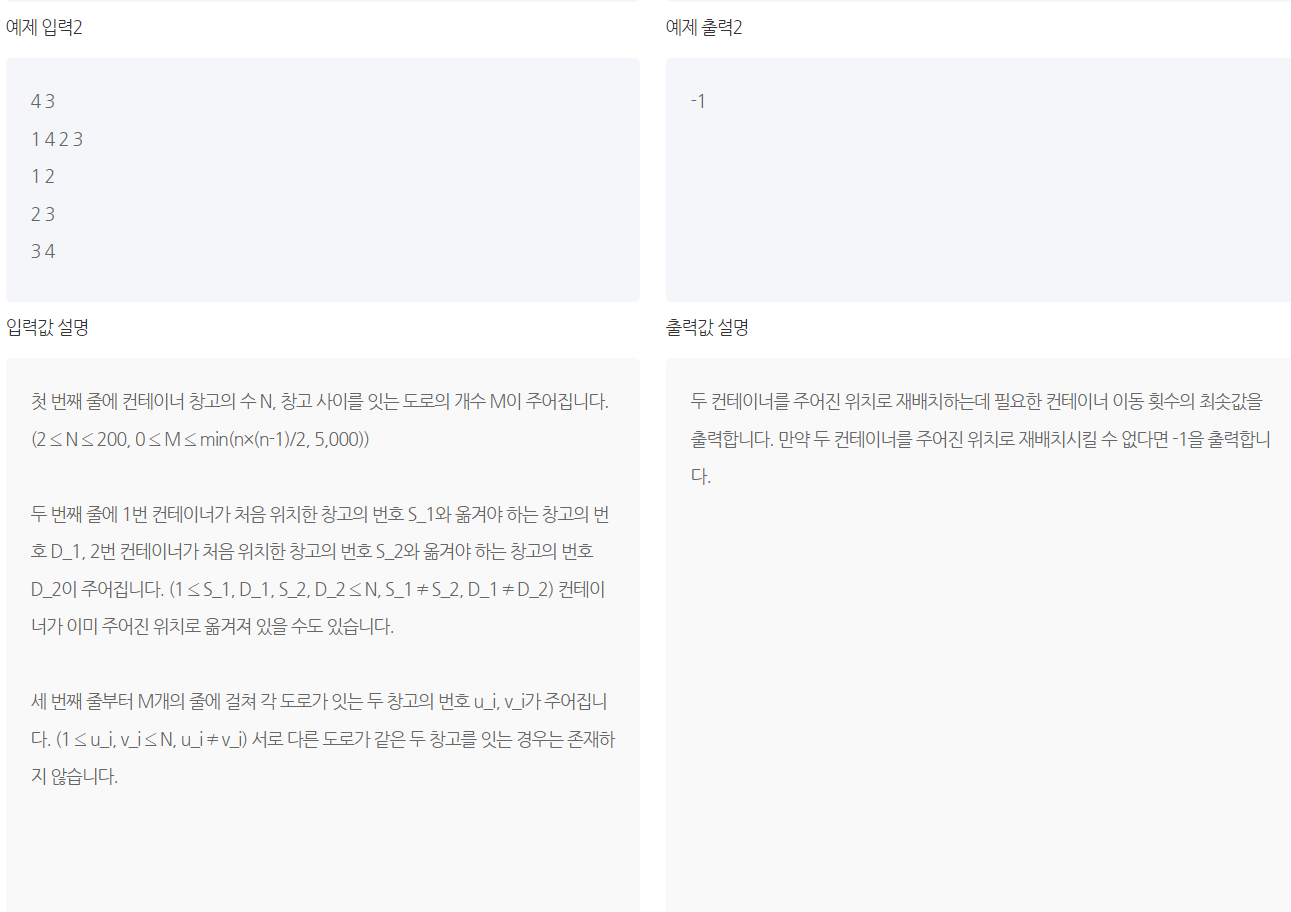 예제 입력2
4 3
1 4 2 3
1 2
2 3
3 4
예제 출력2
-1
입력값 설명
첫 번째 줄에 컨테이너 창고의 수 N, 창고 사이를 잇는 도로의 개수 M이 주어집니다.
(2 ≤ N ≤ 200, 0 ≤ M ≤ min(n×(n-1)/2, 5,000))
두 번째 줄에 1번 컨테이너가 처음 위치한 창고의 번호 S_1와 옮겨야 하는 창고의 번
호 D_1, 2번 컨테이너가 처음 위치한 창고의 번호 S_2와 옮겨야 하는 창고의 번호
D_2이 주어집니다. (1 ≤ S_1, D_1, S_2, D_2 ≤ N, S_1 ≠ S_2, D_1 ≠ D_2) 컨테이
너가 이미 주어진 위치로 옮겨져 있을 수도 있습니다.
세 번째 줄부터 M개의 줄에 걸쳐 각 도로가 잇는 두 창고의 번호 u_i, v_i가 주어집니
다. (1 ≤ u_i, v_i ≤ N, u_i ≠ v_i) 서로 다른 도로가 같은 두 창고를 잇는 경우는 존재하
지 않습니다.
출력값 설명
두 컨테이너를 주어진 위치로 재배치하는데 필요한 컨테이너 이동 횟수의 최솟값을
출력합니다. 만약 두 컨테이너를 주어진 위치로 재배치시킬 수 없다면 -1을 출력합니
다.